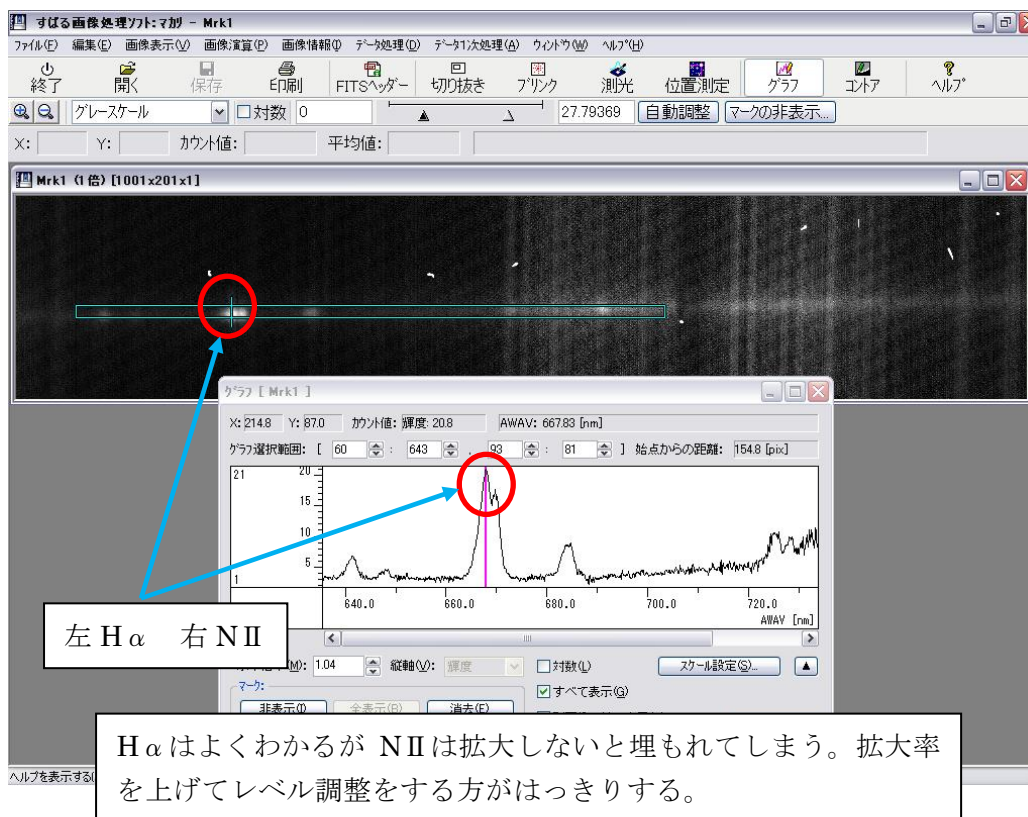 すばる画像処理ソフト:マカリ - Mrk1
ファイル(F) 編集(E) 画像表示(V) 画像演算(P) 画像情報(I) データ処理(D) データ1次処理(A) ウィンドウ(W) ヘルプ(H)
終了 開く 保存 印刷 FITSヘッダー 切り抜き ブリンク 測光 位置測定 グラフ コントア ヘルプ
グレースケール 対数 0 27.79369 自動調整 マークの非表示...
X: Y: カウント値: 平均値:
Mrk1 (1倍) [1001x201x1]
グラフ [ Mrk1 ]
X: 214.8 Y: 87.0 カウント値: 輝度: 20.8 AWAV: 667.83 [nm]
グラフ選択範囲: [ 60 : 643 , 93 : 81 ] 始点からの距離: 154.8 [pix]
21 20
15
10
5
1
640.0 660.0 680.0 700.0 720.0
AWAV [nm]
左Hα 右NⅡ
(M): 1.04 縦軸(V): 輝度 対数(L) スケール設定(S)...
マーク: すべて表示(G)
非表示(I) 全表示(R) 消去(E)
Hαはよくわかるが NⅡは拡大しないと埋もれてしまう。拡大率
を上げてレベル調整をする方がはっきりする。
ヘルプを表示する